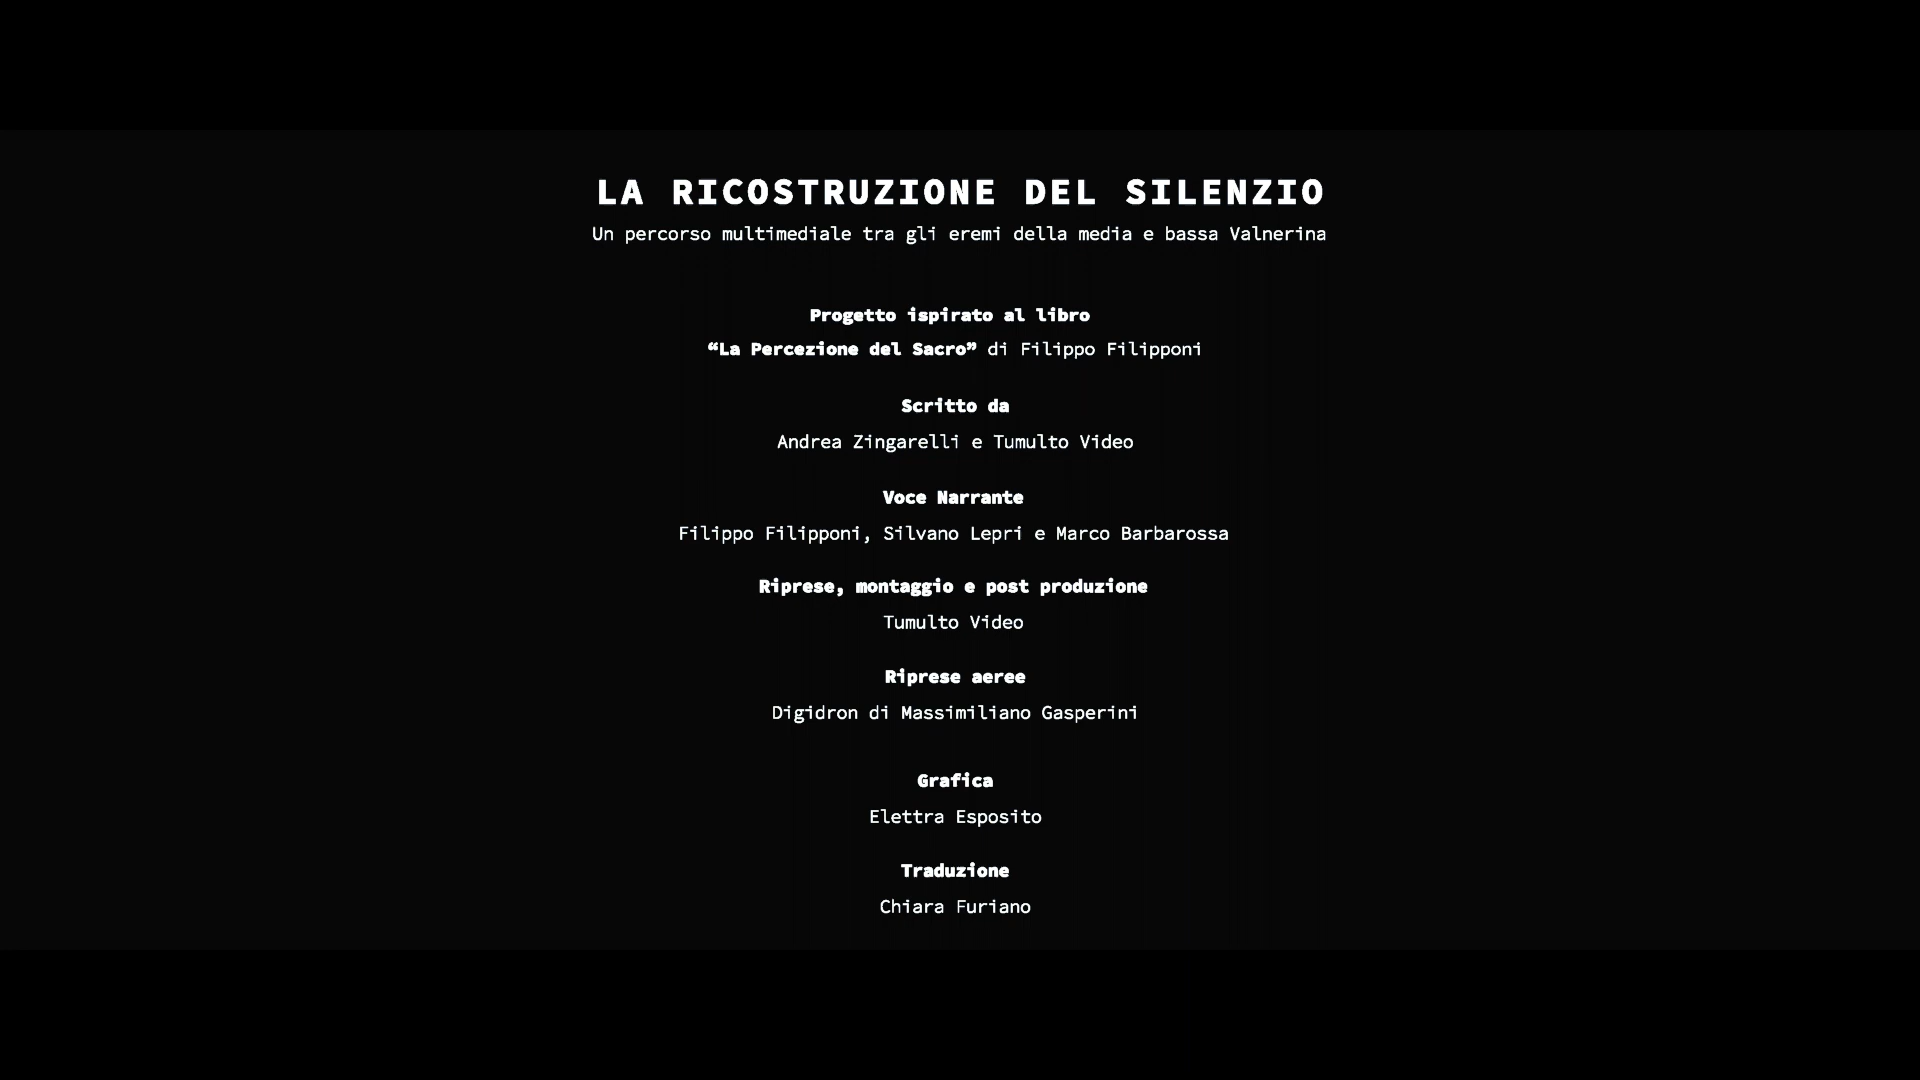 LA RICOSTRUZIONE DEL SILENZIO
Un percorso multimediale tra gli eremi della media e bassa Valnerina
Progetto ispirato al libro
“La Percezione del Sacro” di Filippo Filipponi
Scritto da
Andrea Zingarelli e Tumulto Video
Voce Narrante
Filippo Filipponi, Silvano Lepri e Marco Barbarossa
Riprese, montaggio e post produzione
Tumulto Video
Riprese aeree
Digidron di Massimiliano Gasperini
Grafica
Elettra Esposito
Traduzione
Chiara Furiano